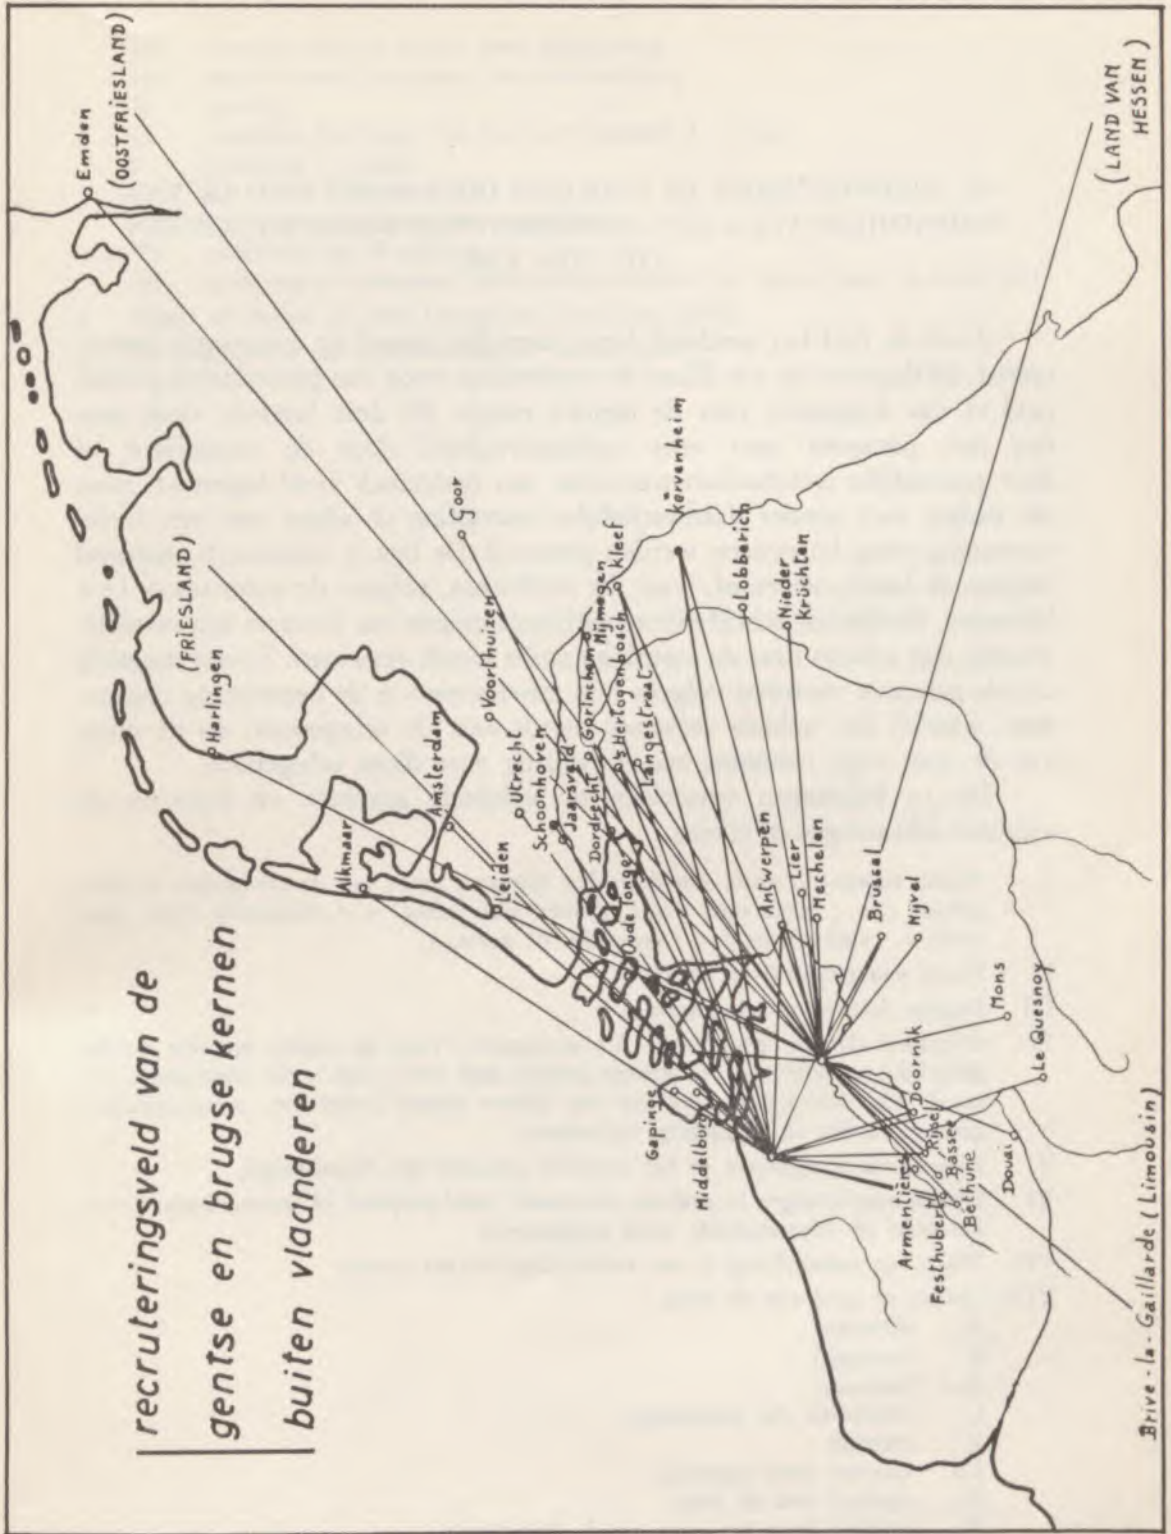 recruteringsveld van de
gentse en brugse kernen
buiten vlaanderen
Emden
(OOSTFRIESLAND)
(FRIESLAND)
Harlingen
Alkmaar
Amsterdam
Leiden
Goor
Voorthuizen
Utrecht
Schoonhoven
Jaarsveld
Dordrecht
Gorinchem
Nijmegen
's Hertogenbosch
Kleef
Langestraat
Kervenheim
Oude Tonge
Lobberich
Nieder
krüchten
Gapinge
Middelburg
Antwerpen
Lier
Mechelen
Brussel
Nijvel
Mons
Le Quesnoy
Doornik
Rijsel
Bassee
Armentières
Festhubert
Béthune
Douai
(LAND VAN
HESSEN)
Brive-la-Gaillarde (Limousin)